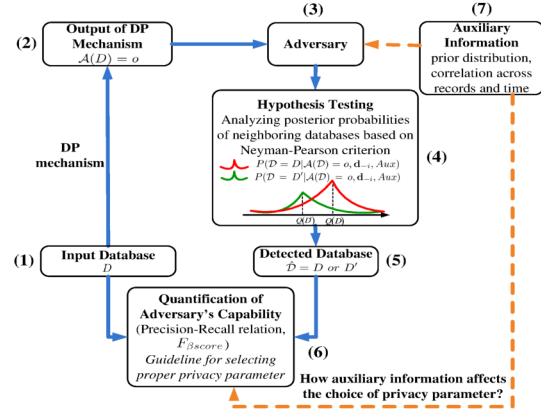 (1)
Input Database
D
DP
mechanism
(2)
Output of DP
Mechanism
A(D) = o
(3)
Adversary
(7)
Auxiliary
Information
prior distribution,
correlation across
records and time
(4)
Hypothesis Testing
Analyzing posterior probabilities
of neighboring databases based on
Neyman-Pearson criterion
P(𝒟 = D|𝒜(𝒟) = o, d₋ᵢ, Aux)
P(𝒟 = D′|𝒜(𝒟) = o, d₋ᵢ, Aux)
Q(D′) Q(D)
(5)
Detected Database
𝒟̂ = D or D′
(6)
Quantification of
Adversary's Capability
(Precision-Recall relation,
F_βscore)
Guideline for selecting
proper privacy parameter
How auxiliary information affects
the choice of privacy parameter?